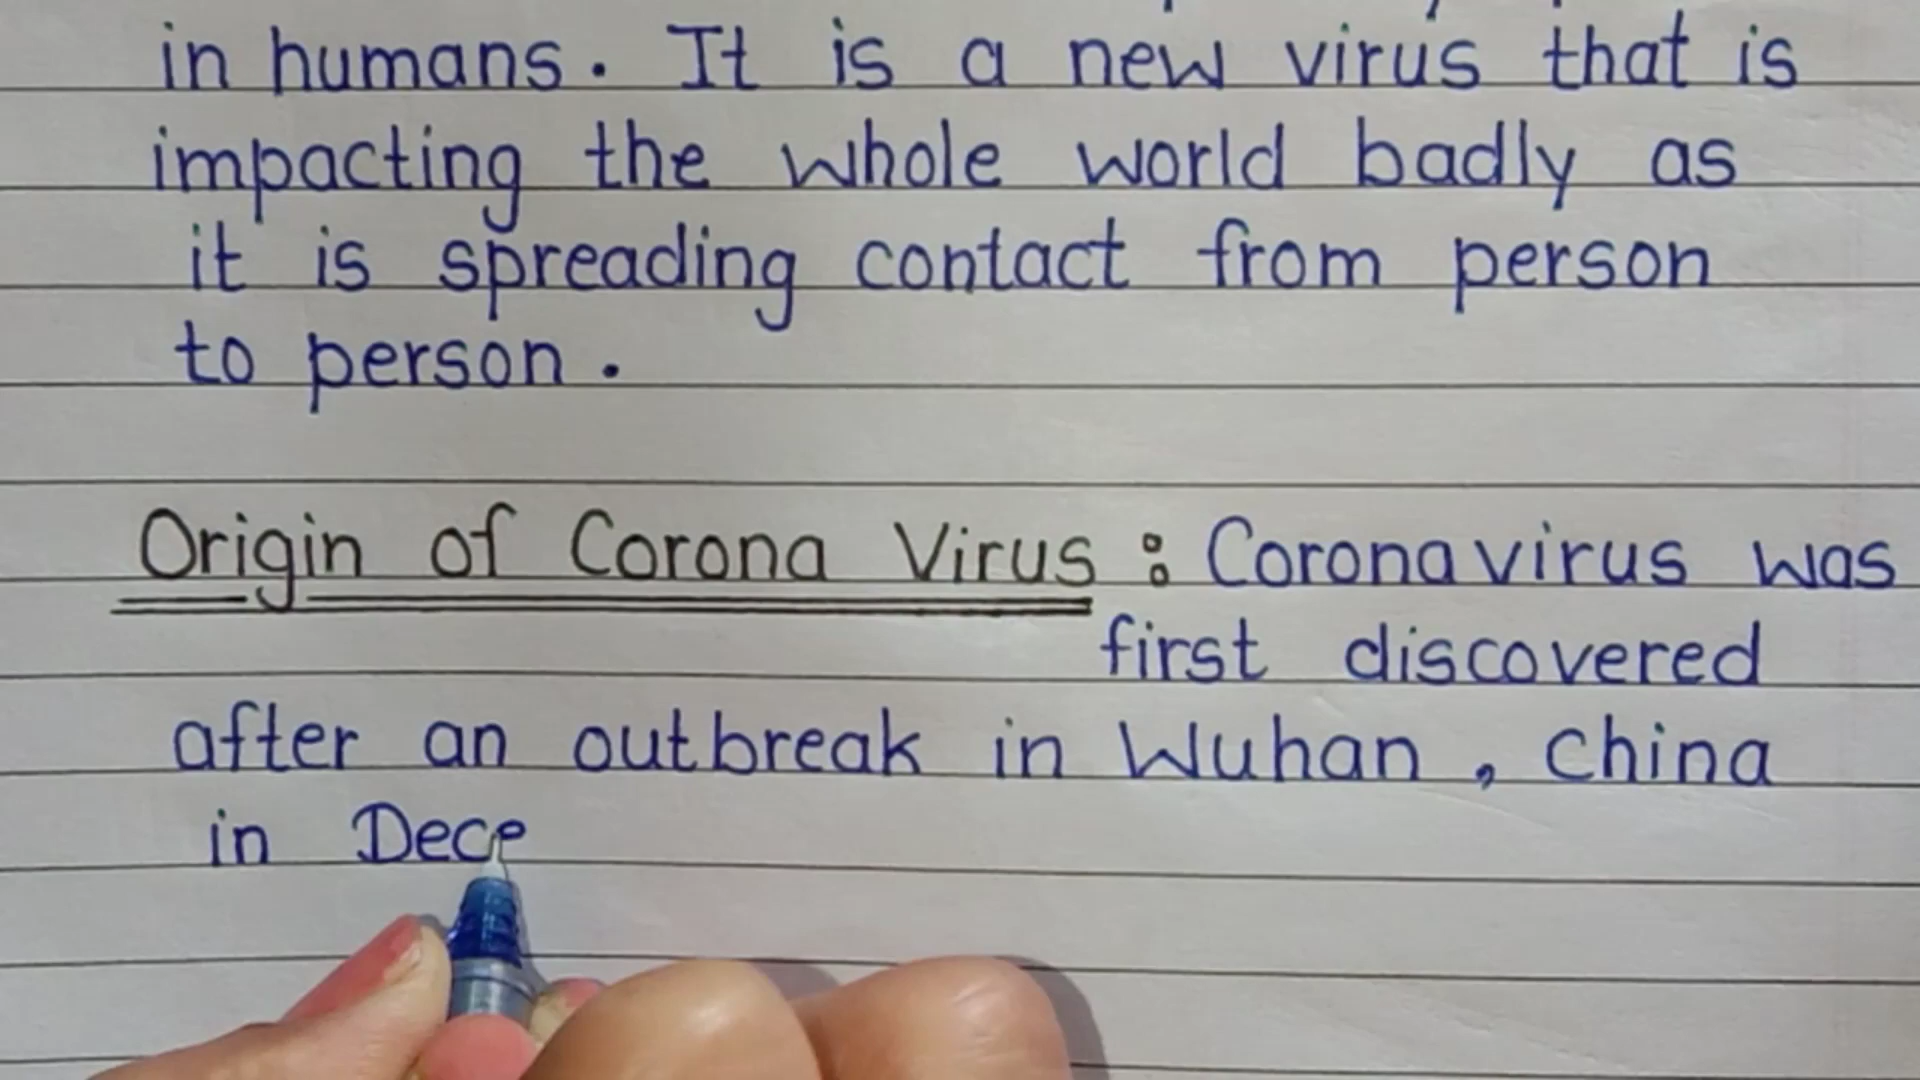 in humans. It is a new virus that is
impacting the whole world badly as
it is spreading contact from person
to person.
Origin of Corona Virus : Coronavirus was
first discovered
after an outbreak in Wuhan, China
in Dece